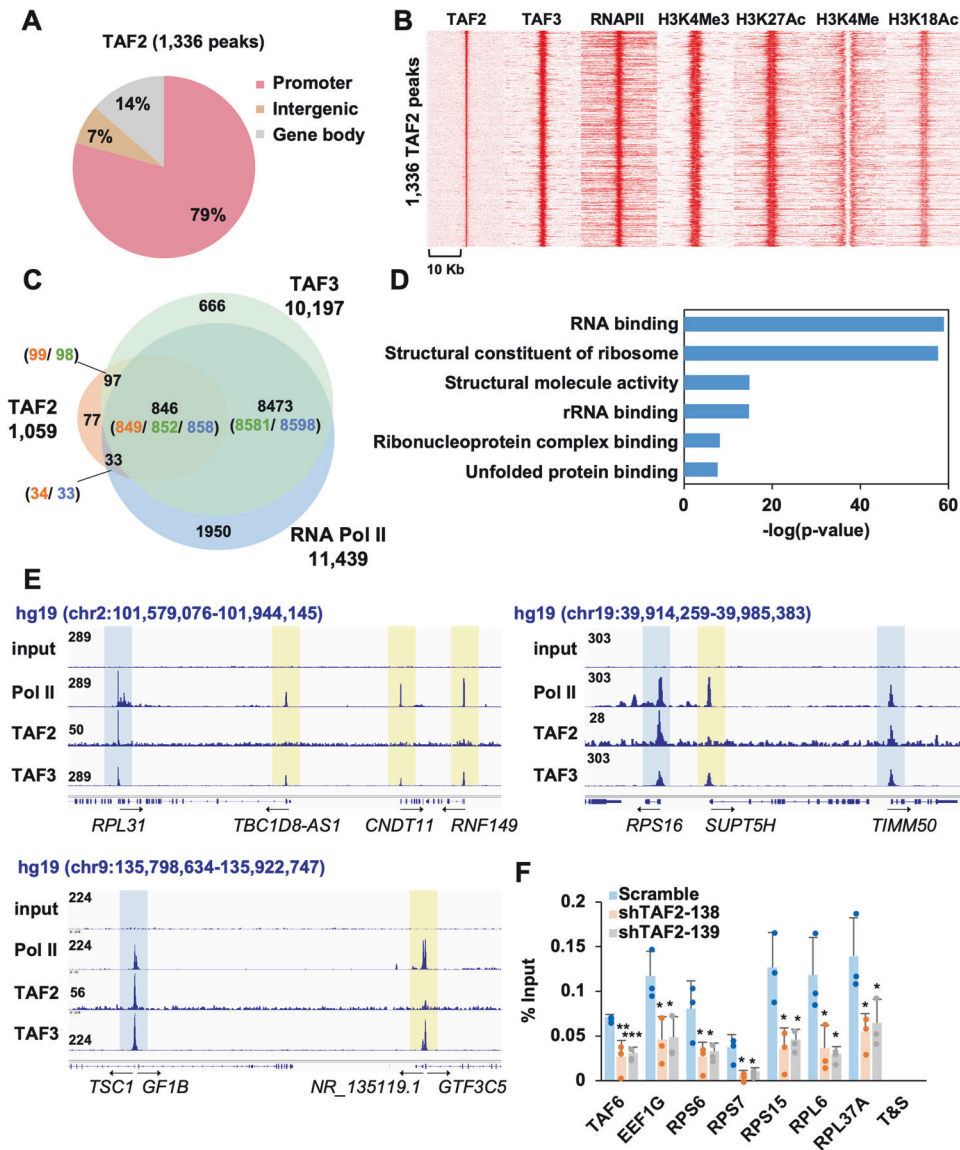 A
TAF2 (1,336 peaks)
14%
7%
79%
Promoter
Intergenic
Gene body
B
TAF2 TAF3 RNAPII H3K4Me3 H3K27Ac H3K4Me H3K18Ac
1,336 TAF2 peaks
10 Kb
C
TAF3
10,197
666
(99/ 98)
97
TAF2
1,059
77
846
(849/ 852/ 858)
8473
(8581/ 8598)
33
(34/ 33)
1950
RNA Pol II
11,439
D
RNA binding
Structural constituent of ribosome
Structural molecule activity
rRNA binding
Ribonucleoprotein complex binding
Unfolded protein binding
0 20 40 60
-log(p-value)
E
hg19 (chr2:101,579,076-101,944,145)
input 289
Pol II 289
TAF2 50
TAF3 289
RPL31 TBC1D8-AS1 CNDT11 RNF149
hg19 (chr19:39,914,259-39,985,383)
input 303
Pol II 303
TAF2 28
TAF3 303
RPS16 SUPT5H TIMM50
hg19 (chr9:135,798,634-135,922,747)
input 224
Pol II 224
TAF2 56
TAF3 224
TSC1 GF1B NR_135119.1 GTF3C5
F
Scramble
shTAF2-138
shTAF2-139
% Input
0.2
0.15
0.1
0.05
0
** *** * * * * * * * * * * * *
TAF6 EEF1G RPS6 RPS7 RPS15 RPL6 RPL37A T&S